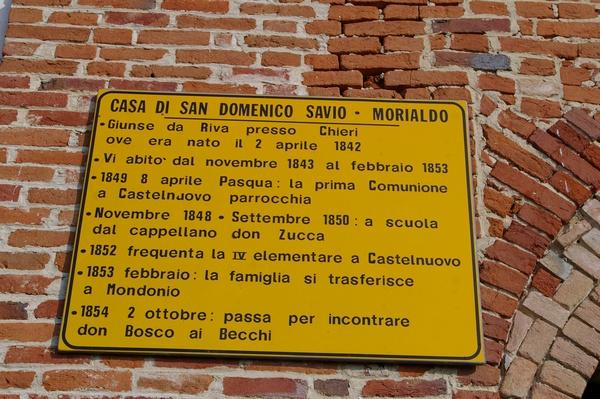 CASA DI SAN DOMENICO SAVIO - MORIALDO
• Giunse da Riva presso Chieri
ove era nato il 2 aprile 1842
• Vi abitò dal novembre 1843 al febbraio 1853
• 1849 8 aprile Pasqua: la prima Comunione
a Castelnuovo parrocchia
• Novembre 1848 - Settembre 1850: a scuola
dal cappellano don Zucca
• 1852 frequenta la IV elementare a Castelnuovo
• 1853 febbraio: la famiglia si trasferisce
a Mondonio
• 1854 2 ottobre: passa per incontrare
don Bosco ai Becchi